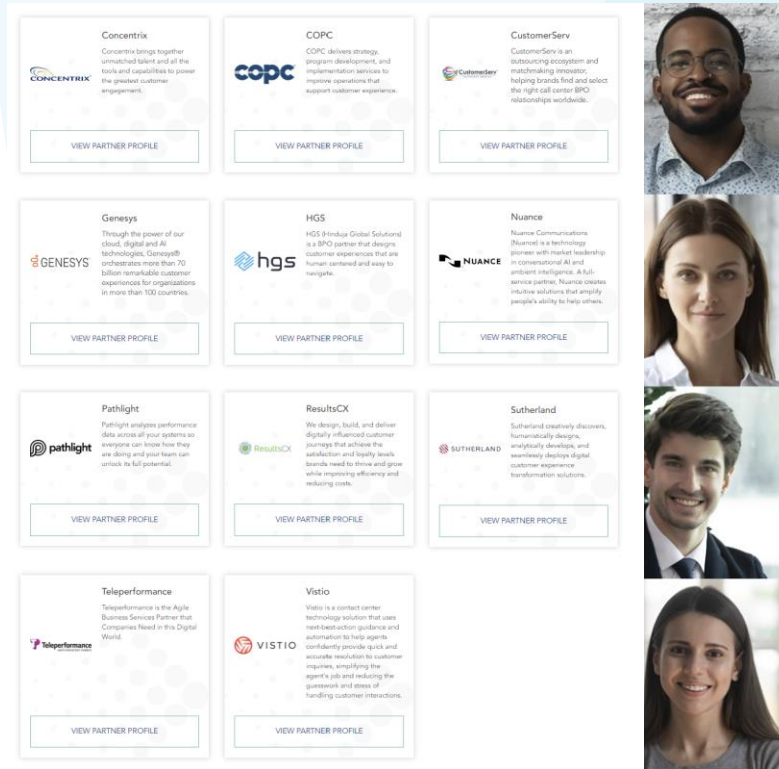 Concentrix
Concentrix brings together
unmatched talent and all the
tools and capabilities to power
the greatest customer
engagement.
CONCENTRIX
VIEW PARTNER PROFILE
COPC
COPC delivers strategy,
program development, and
implementation services to
improve operations that
support customer experience.
copc
VIEW PARTNER PROFILE
CustomerServ
CustomerServ is an
outsourcing ecosystem and
matchmaking innovator,
helping brands find and select
the right call center BPO
relationships worldwide.
CustomerServ
VIEW PARTNER PROFILE
Genesys
Through the power of our
cloud, digital and AI
technologies, Genesys®
orchestrates more than 70
billion remarkable customer
experiences for organizations
in more than 100 countries.
GENESYS
VIEW PARTNER PROFILE
HGS
HGS (Hinduja Global Solutions)
is a BPO partner that designs
customer experiences that are
human centered and easy to
navigate.
hgs
VIEW PARTNER PROFILE
Nuance
Nuance Communications
(Nuance) is a technology
pioneer with market leadership
in conversational AI and
ambient intelligence. A full-
service partner, Nuance creates
intuitive solutions that amplify
people's ability to help others.
NUANCE
VIEW PARTNER PROFILE
Pathlight
Pathlight analyzes performance
data across all your systems so
everyone can know how they
are doing and your team can
unlock its full potential.
pathlight
VIEW PARTNER PROFILE
ResultsCX
We design, build, and deliver
digitally influenced customer
journeys that achieve the
satisfaction and loyalty levels
brands need to thrive and grow
while improving efficiency and
reducing costs.
ResultsCX
VIEW PARTNER PROFILE
Sutherland
Sutherland creatively discovers,
humanistically designs,
analytically develops, and
seamlessly deploys digital
customer experience
transformation solutions.
SUTHERLAND
VIEW PARTNER PROFILE
Teleperformance
Teleperformance is the Agile
Business Services Partner that
Companies Need in this Digital
World.
Teleperformance
VIEW PARTNER PROFILE
Vistio
Vistio is a contact center
technology solution that uses
next-best-action guidance and
automation to help agents
confidently provide quick and
accurate resolution to customer
inquiries, simplifying the
agent's job and reducing the
guesswork and stress of
handling customer interactions.
VISTIO
VIEW PARTNER PROFILE